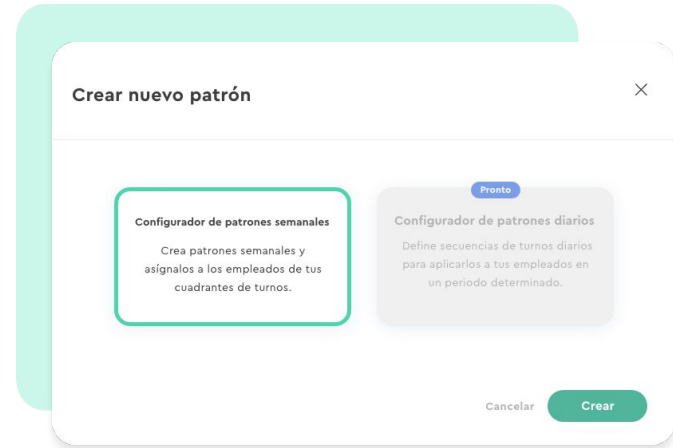 Crear nuevo patrón
Configurador de patrones semanales
Crea patrones semanales y
asígnalos a los empleados de tus
cuadrantes de turnos.
Pronto
Configurador de patrones diarios
Define secuencias de turnos diarios
para aplicarlos a tus empleados en
un periodo determinado.
Cancelar
Crear